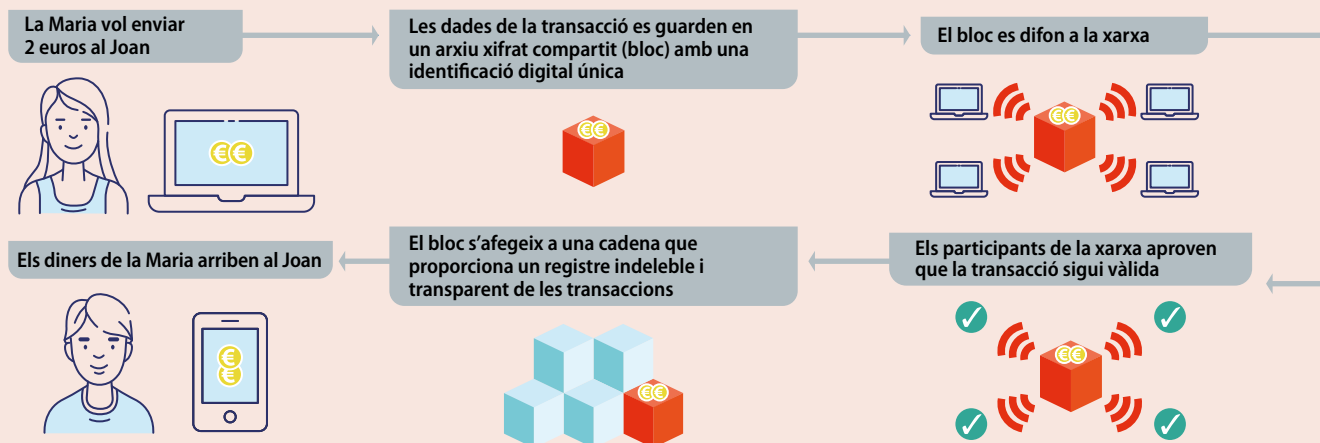 La Maria vol enviar
2 euros al Joan
Les dades de la transacció es guarden en
un arxiu xifrat compartit (bloc) amb una
identificació digital única
El bloc es difon a la xarxa
Els participants de la xarxa aproven
que la transacció sigui vàlida
El bloc s’afegeix a una cadena que
proporciona un registre indeleble i
transparent de les transaccions
Els diners de la Maria arriben al Joan